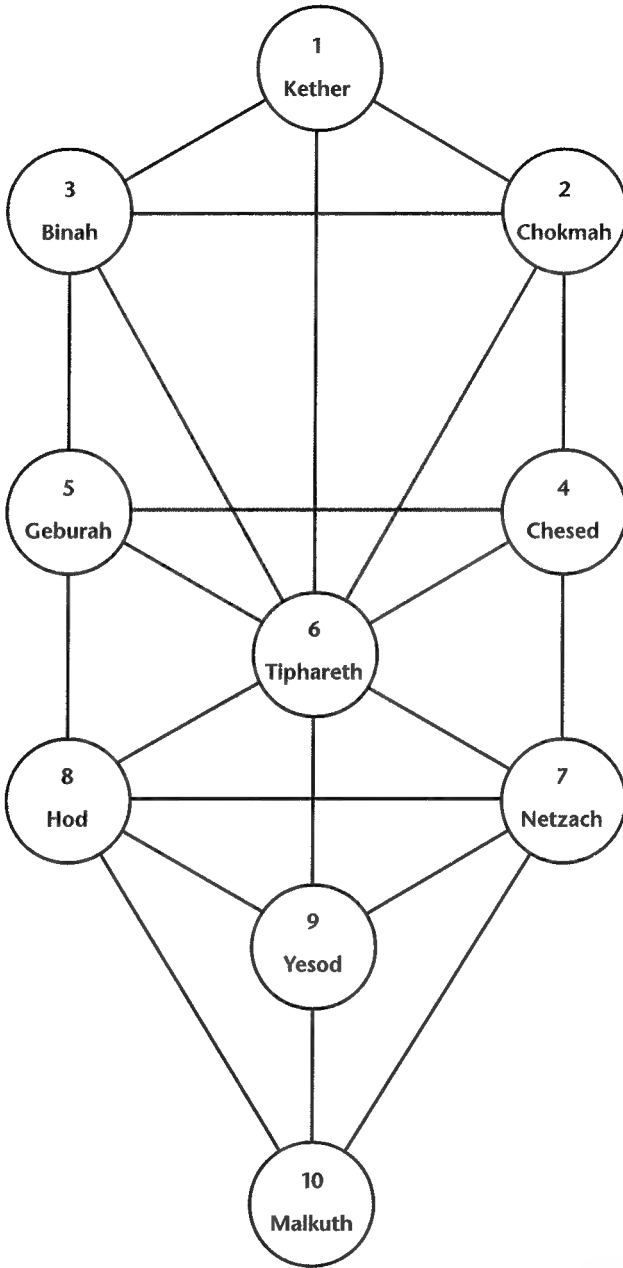 1
Kether
3
Binah
2
Chokmah
5
Geburah
4
Chesed
6
Tiphareth
8
Hod
7
Netzach
9
Yesod
10
Malkuth